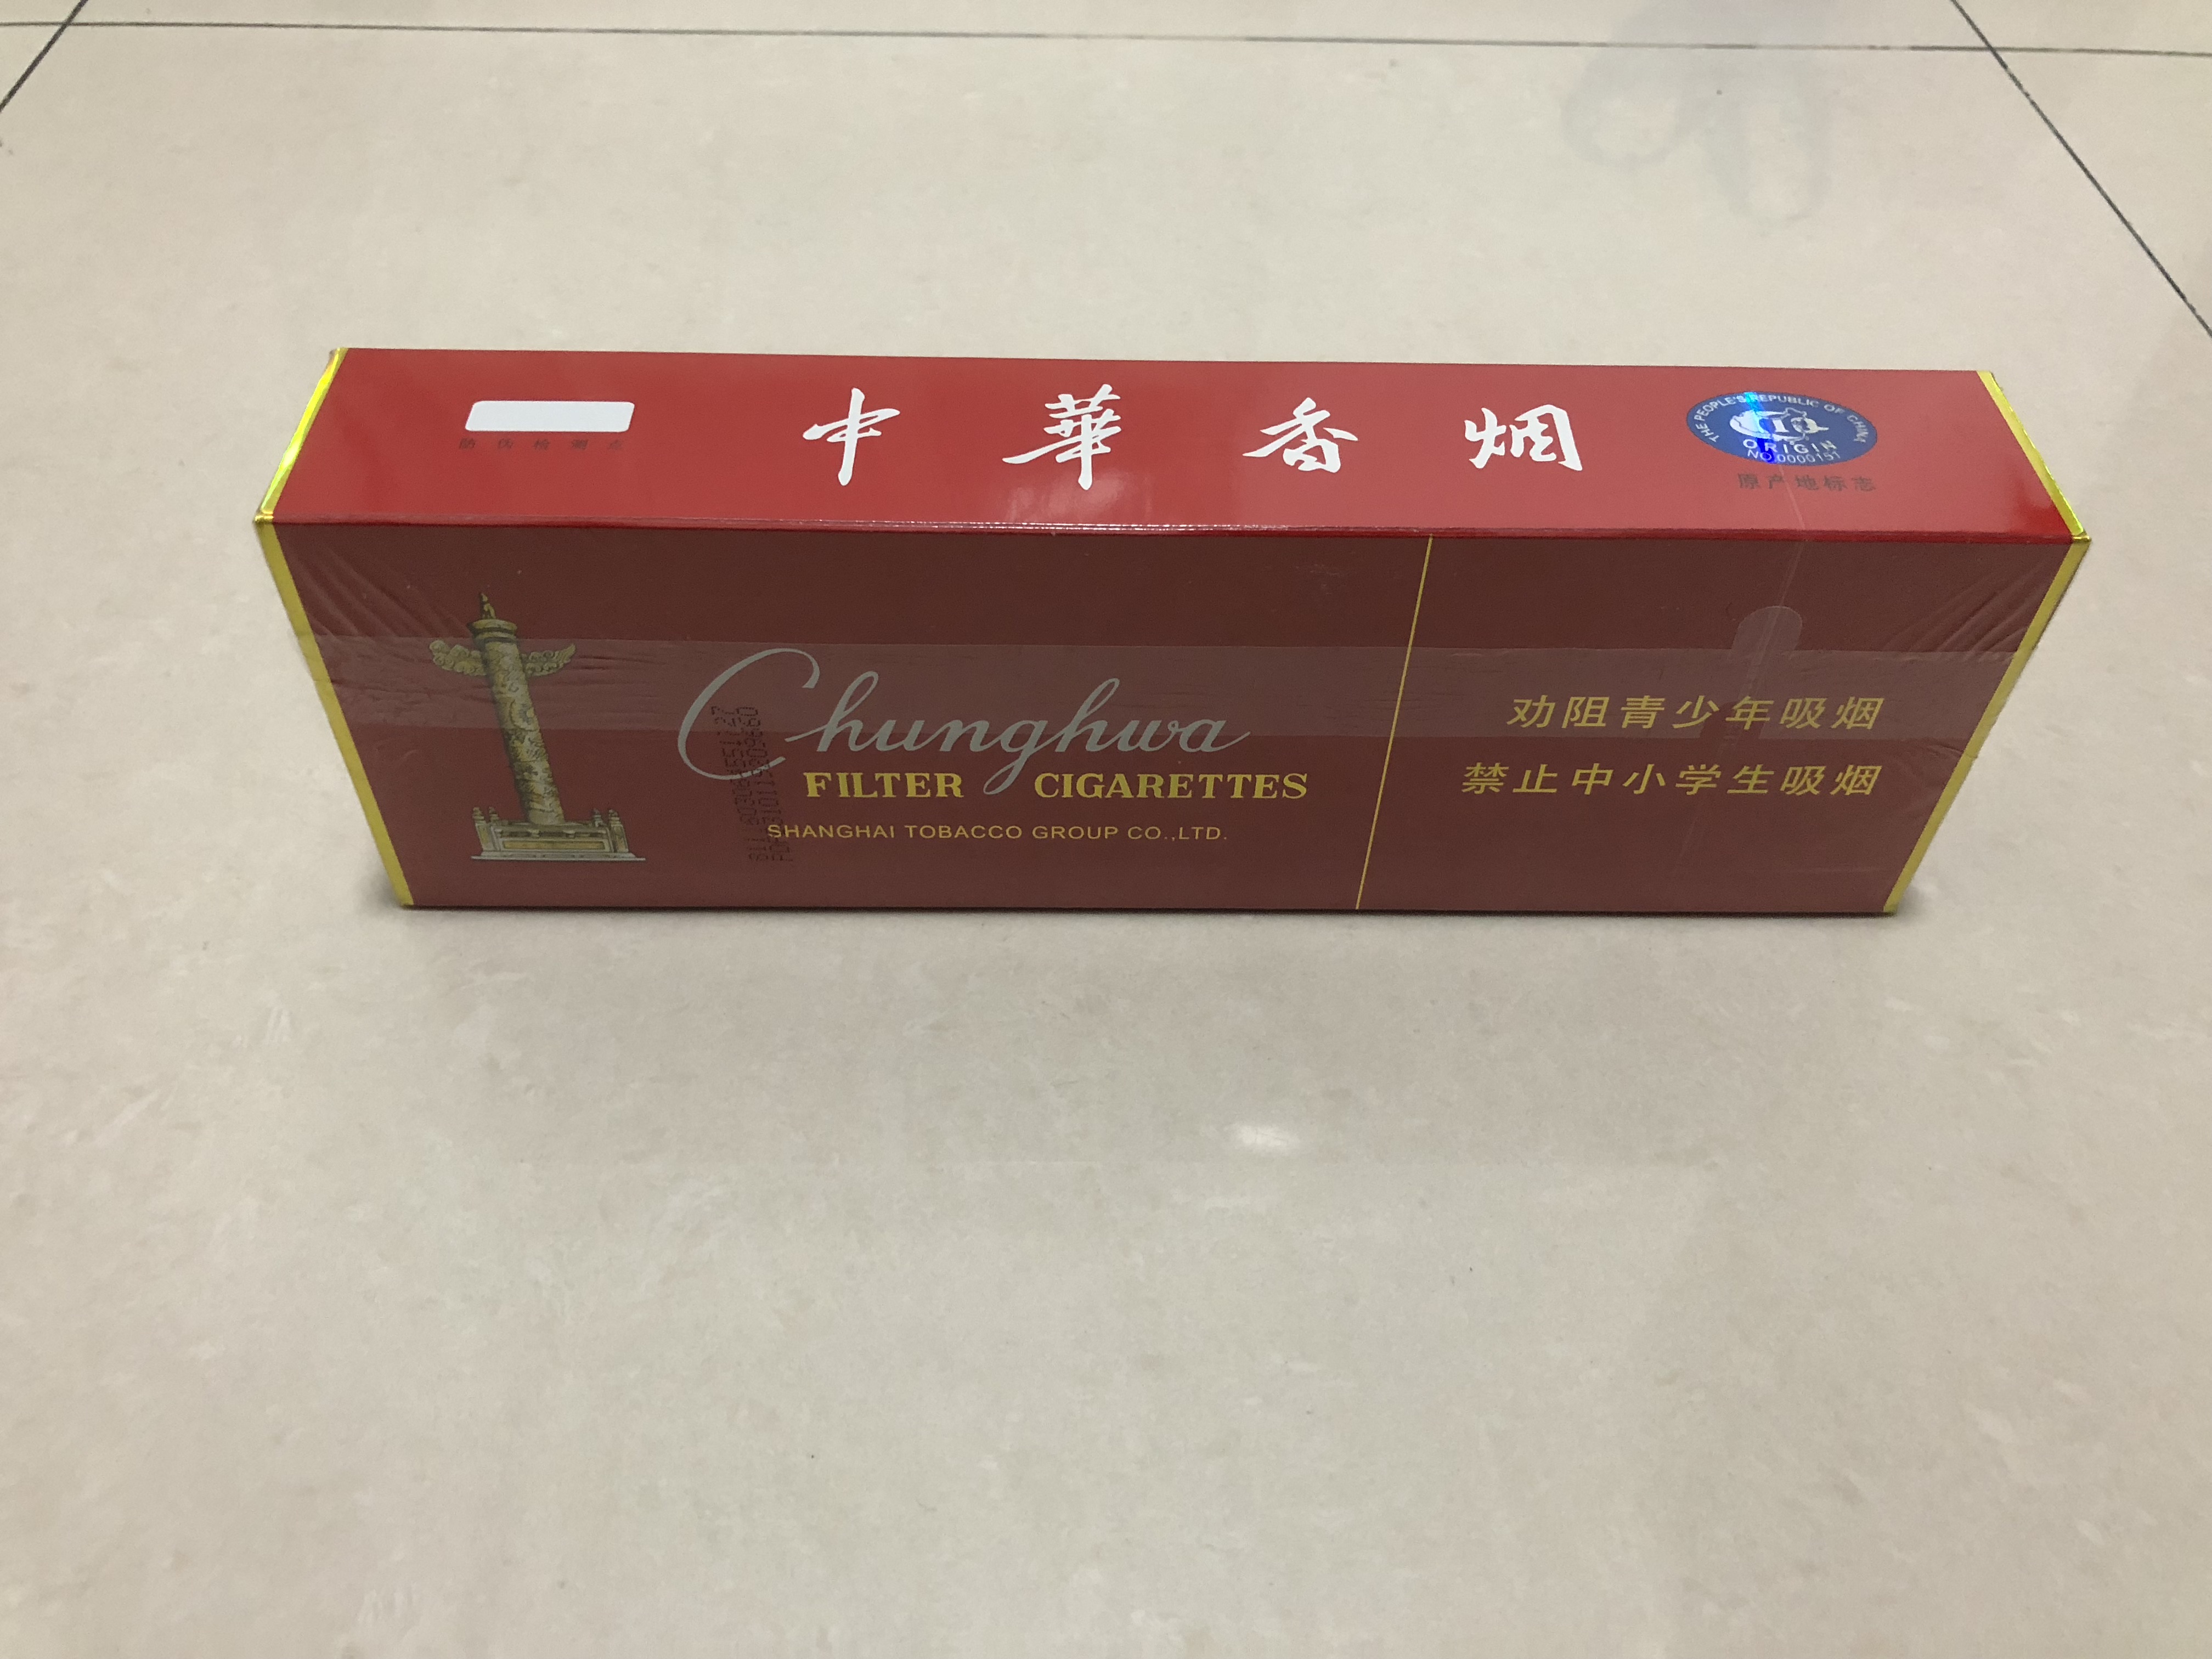 防伪检测点
中華香烟
THE PEOPLE'S REPUBLIC OF CHINA
ORIGIN
NO.0000151
原产地标志
Chunghwa
FILTER CIGARETTES
SHANGHAI TOBACCO GROUP CO.,LTD.
劝阻青少年吸烟
禁止中小学生吸烟